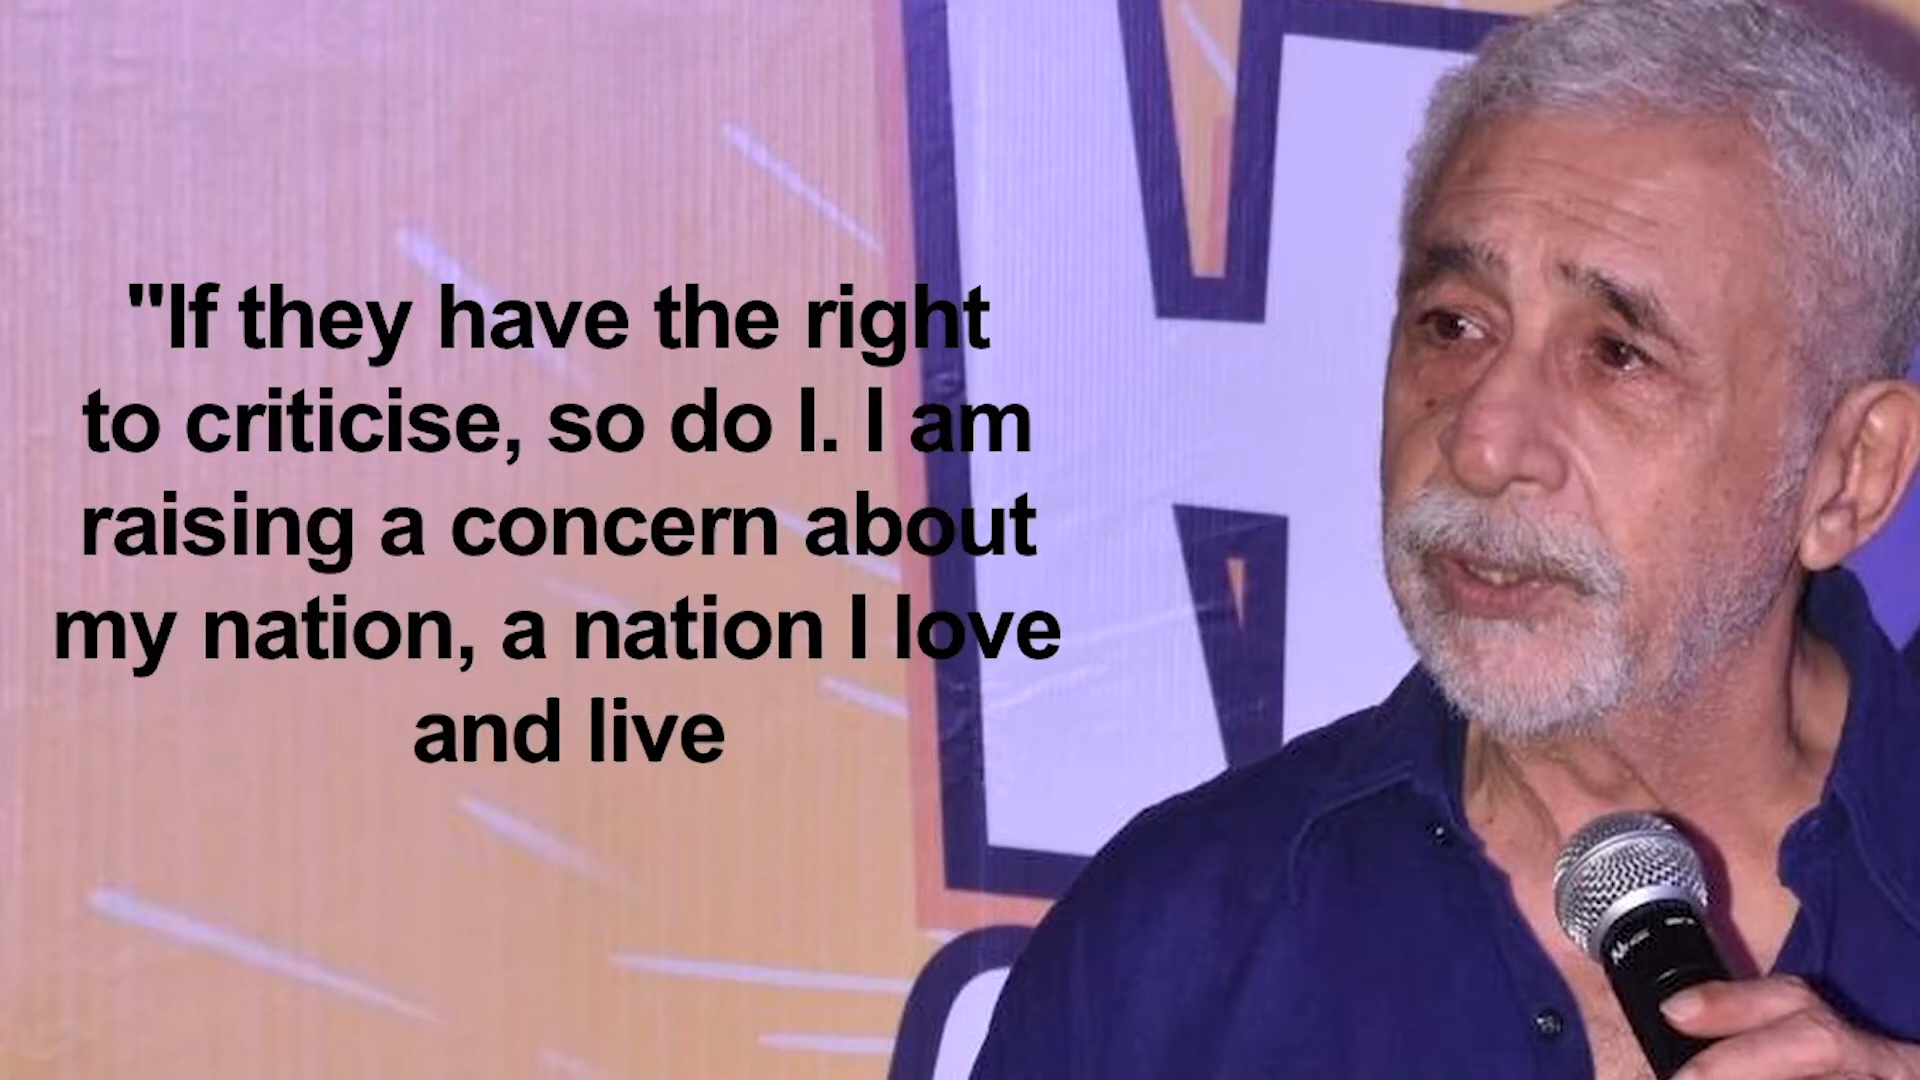 "If they have the right
to criticise, so do I. I am
raising a concern about
my nation, a nation I love
and live